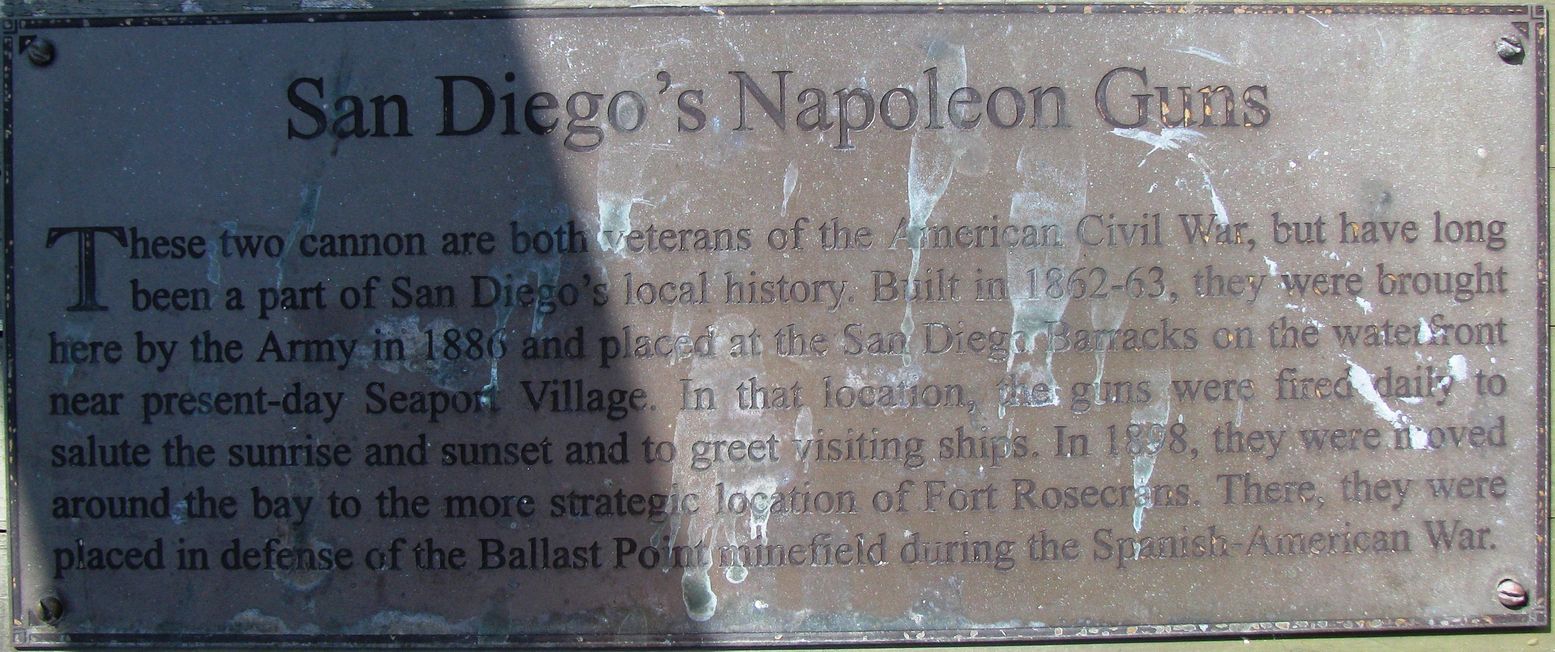 San Diego's Napoleon Guns
These two cannon are both veterans of the American Civil War, but have long
been a part of San Diego's local history. Built in 1862-63, they were brought
here by the Army in 1886 and placed at the San Diego Barracks on the waterfront
near present-day Seaport Village. In that location, the guns were fired daily to
salute the sunrise and sunset and to greet visiting ships. In 1898, they were moved
around the bay to the more strategic location of Fort Rosecrans. There, they were
placed in defense of the Ballast Point minefield during the Spanish-American War.